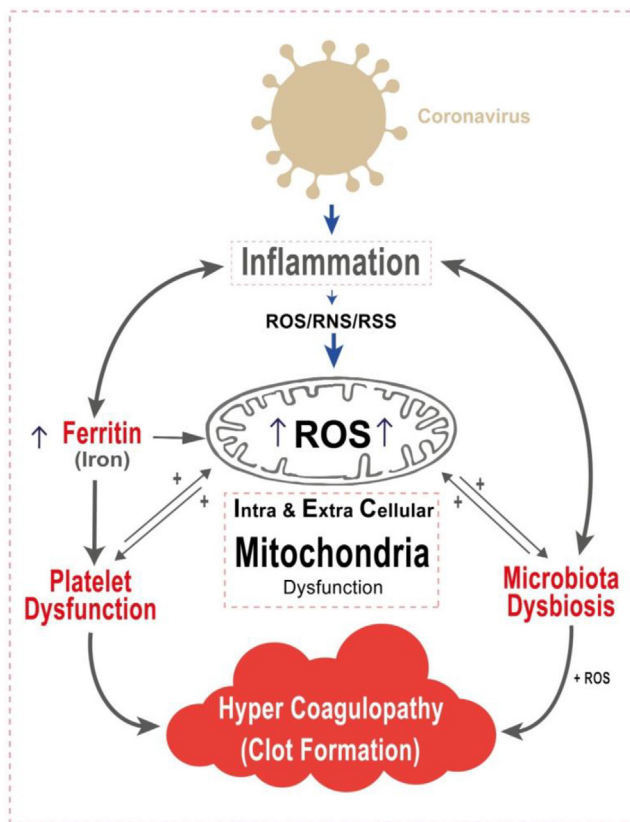 Coronavirus
Inflammation
ROS/RNS/RSS
↑ Ferritin
(Iron)
↑ ROS ↑
+
+
+
+
Intra & Extra Cellular
Mitochondria
Dysfunction
Platelet
Dysfunction
Microbiota
Dysbiosis
+ ROS
Hyper Coagulopathy
(Clot Formation)